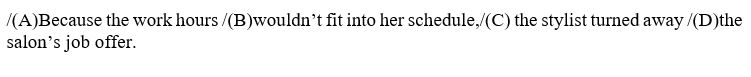 /(A)Because the work hours /(B)wouldn’t fit into her schedule,/(C) the stylist turned away /(D)the
salon’s job offer.